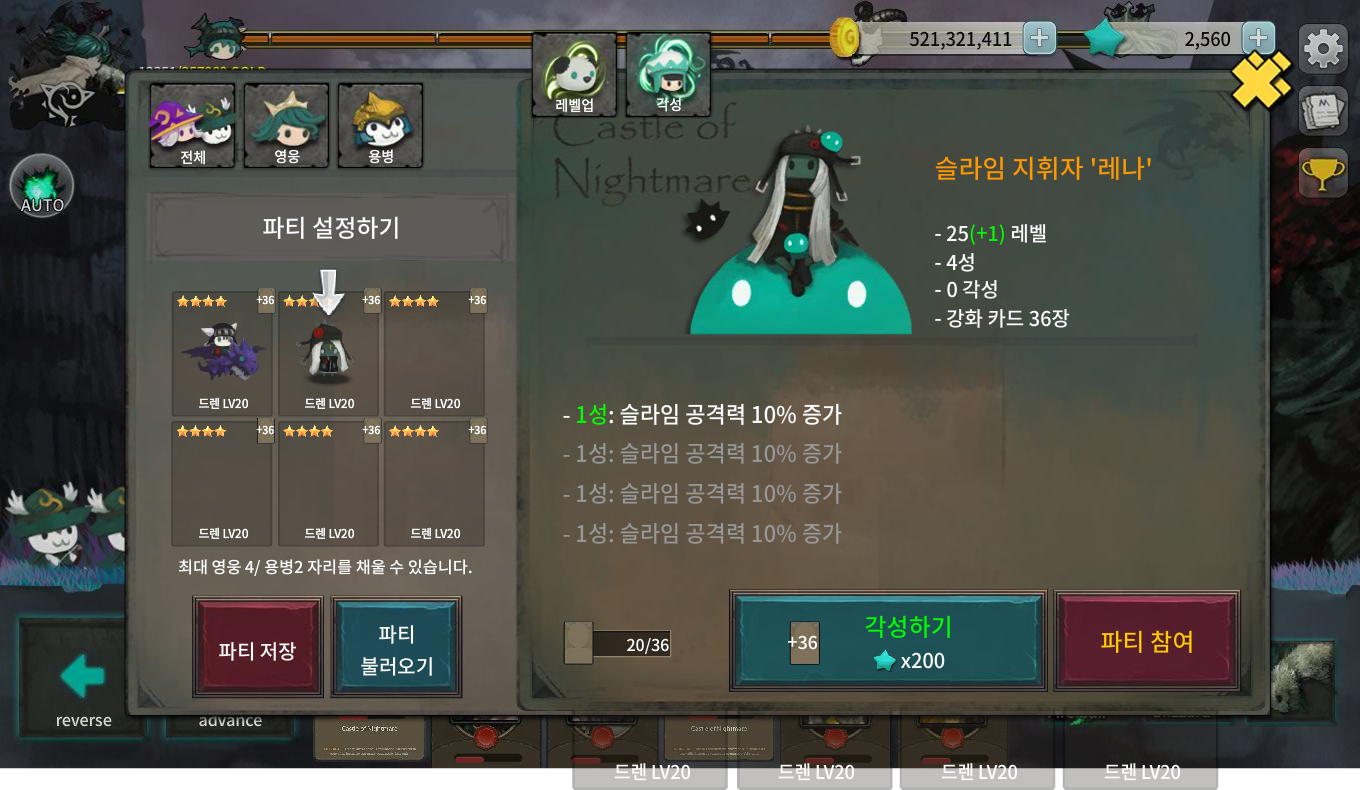 521,321,411
2,560
AUTO
전체
영웅
용병
레벨업
각성
Castle of
Nightmare
파티 설정하기
슬라임 지휘자 '레나'
- 25(+1) 레벨
- 4성
- 0 각성
- 강화 카드 36장
+36
+36
+36
드렌 LV20
드렌 LV20
드렌 LV20
+36
+36
+36
드렌 LV20
드렌 LV20
드렌 LV20
- 1성: 슬라임 공격력 10% 증가
- 1성: 슬라임 공격력 10% 증가
- 1성: 슬라임 공격력 10% 증가
- 1성: 슬라임 공격력 10% 증가
최대 영웅 4/ 용병2 자리를 채울 수 있습니다.
파티 저장
파티
불러오기
20/36
+36
각성하기
x200
파티 참여
reverse
advance
Castle of Nightmare
Castle of Nightmare
드렌 LV20
드렌 LV20
드렌 LV20
드렌 LV20